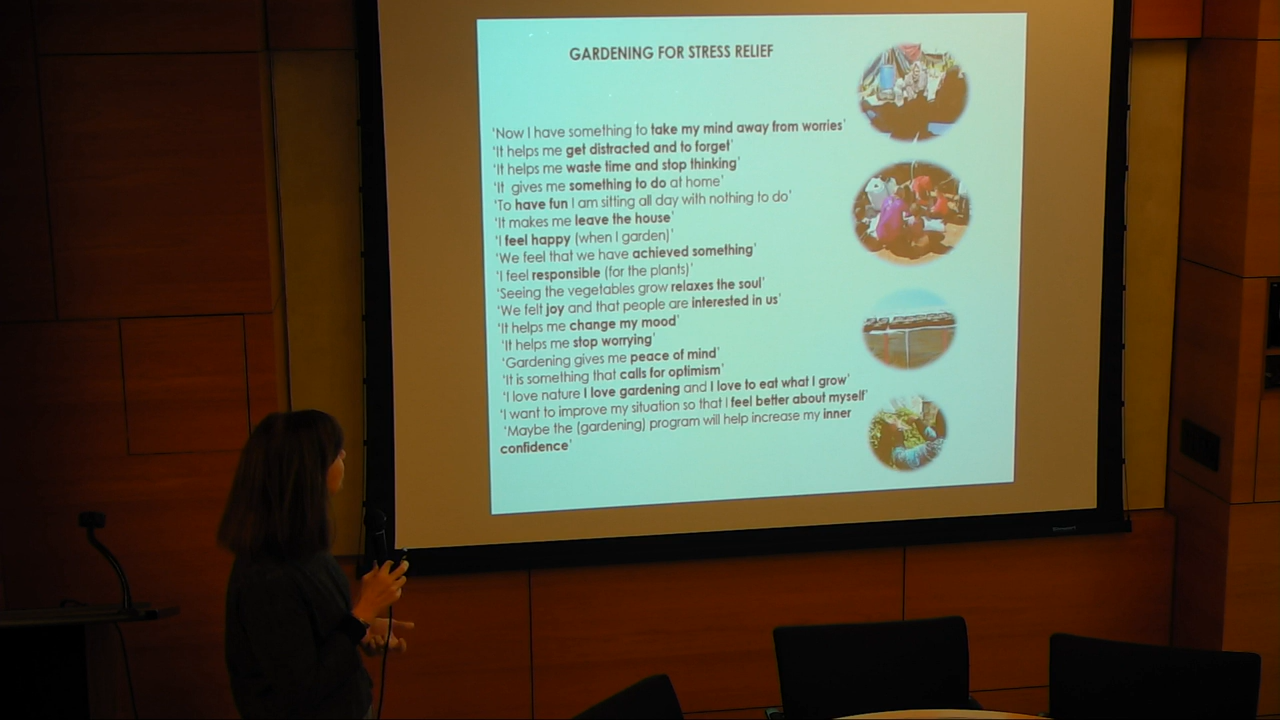 GARDENING FOR STRESS RELIEF
'Now I have something to take my mind away from worries'
'It helps me get distracted and to forget'
'It helps me waste time and stop thinking'
'It gives me something to do at home'
'To have fun I am sitting all day with nothing to do'
'It makes me leave the house'
'I feel happy (when I garden)'
'We feel that we have achieved something'
'I feel responsible (for the plants)'
'Seeing the vegetables grow relaxes the soul'
'We felt joy and that people are interested in us'
'It helps me change my mood'
'It helps me stop worrying'
'Gardening gives me peace of mind'
'It is something that calls for optimism'
'I love nature I love gardening and I love to eat what I grow'
'I want to improve my situation so that I feel better about myself'
'Maybe the (gardening) program will help increase my inner
confidence'